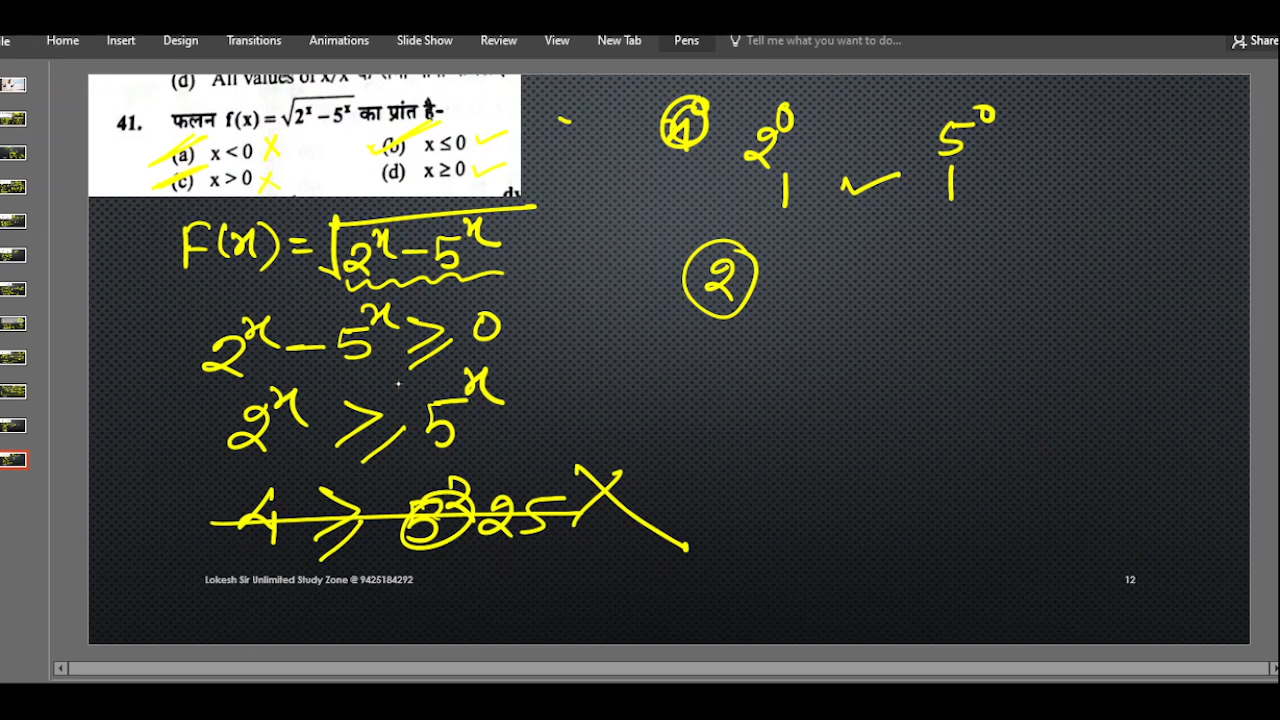 Home Insert Design Transitions Animations Slide Show Review View New Tab Pens Tell me what you want to do... Share
(d) All values of x/x
41. फलन f(x) = √2ˣ – 5ˣ का प्रांत है-
(a) x < 0 X (b) x ≤ 0 ✓
(c) x > 0 X (d) x ≥ 0 ✓
F(x) = √2ˣ – 5ˣ
2ˣ – 5ˣ ≥ 0
2ˣ ≥ 5ˣ
4 ≥ 5² 25 X
2⁰ 5⁰
1 ✓ 1
2
Lokesh Sir Unlimited Study Zone @ 9425184292
12